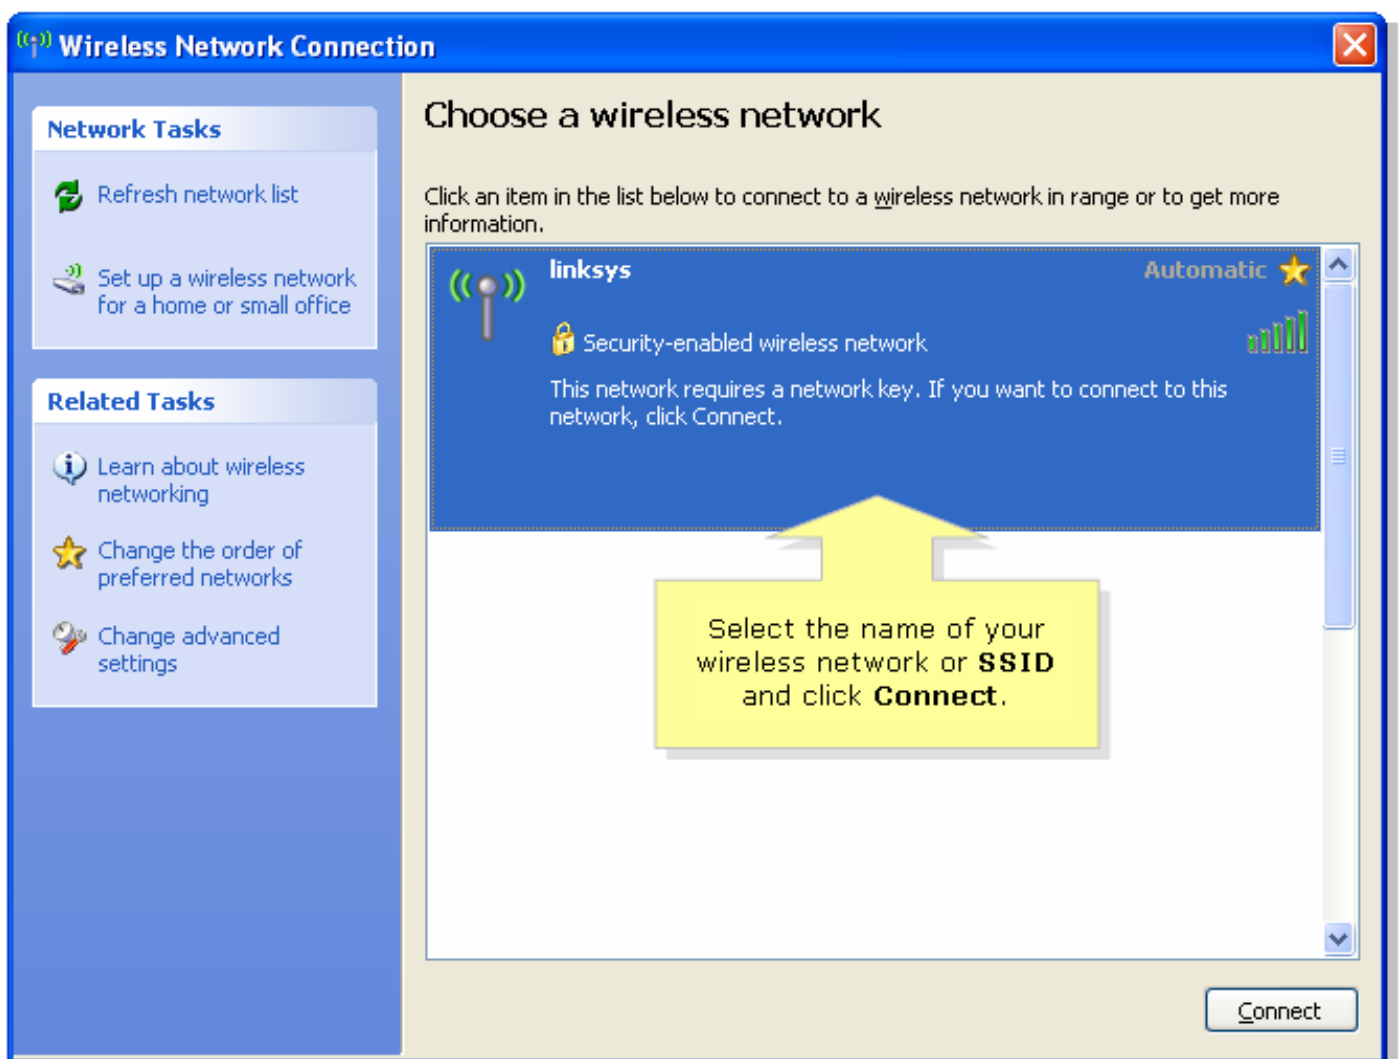 Wireless Network Connection
Network Tasks
Refresh network list
Set up a wireless network
for a home or small office
Related Tasks
Learn about wireless
networking
Change the order of
preferred networks
Change advanced
settings
Choose a wireless network
Click an item in the list below to connect to a wireless network in range or to get more
information.
linksys
Automatic
Security-enabled wireless network
This network requires a network key. If you want to connect to this
network, click Connect.
Select the name of your
wireless network or SSID
and click Connect.
Connect